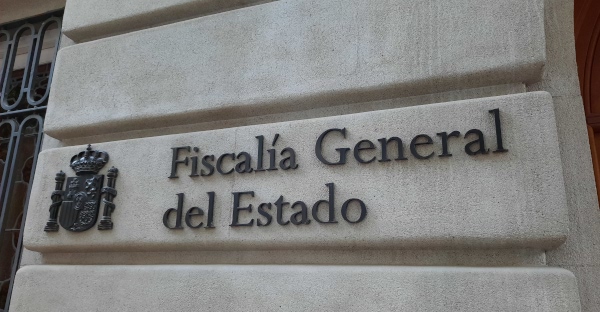 Fiscalía General
del Estado